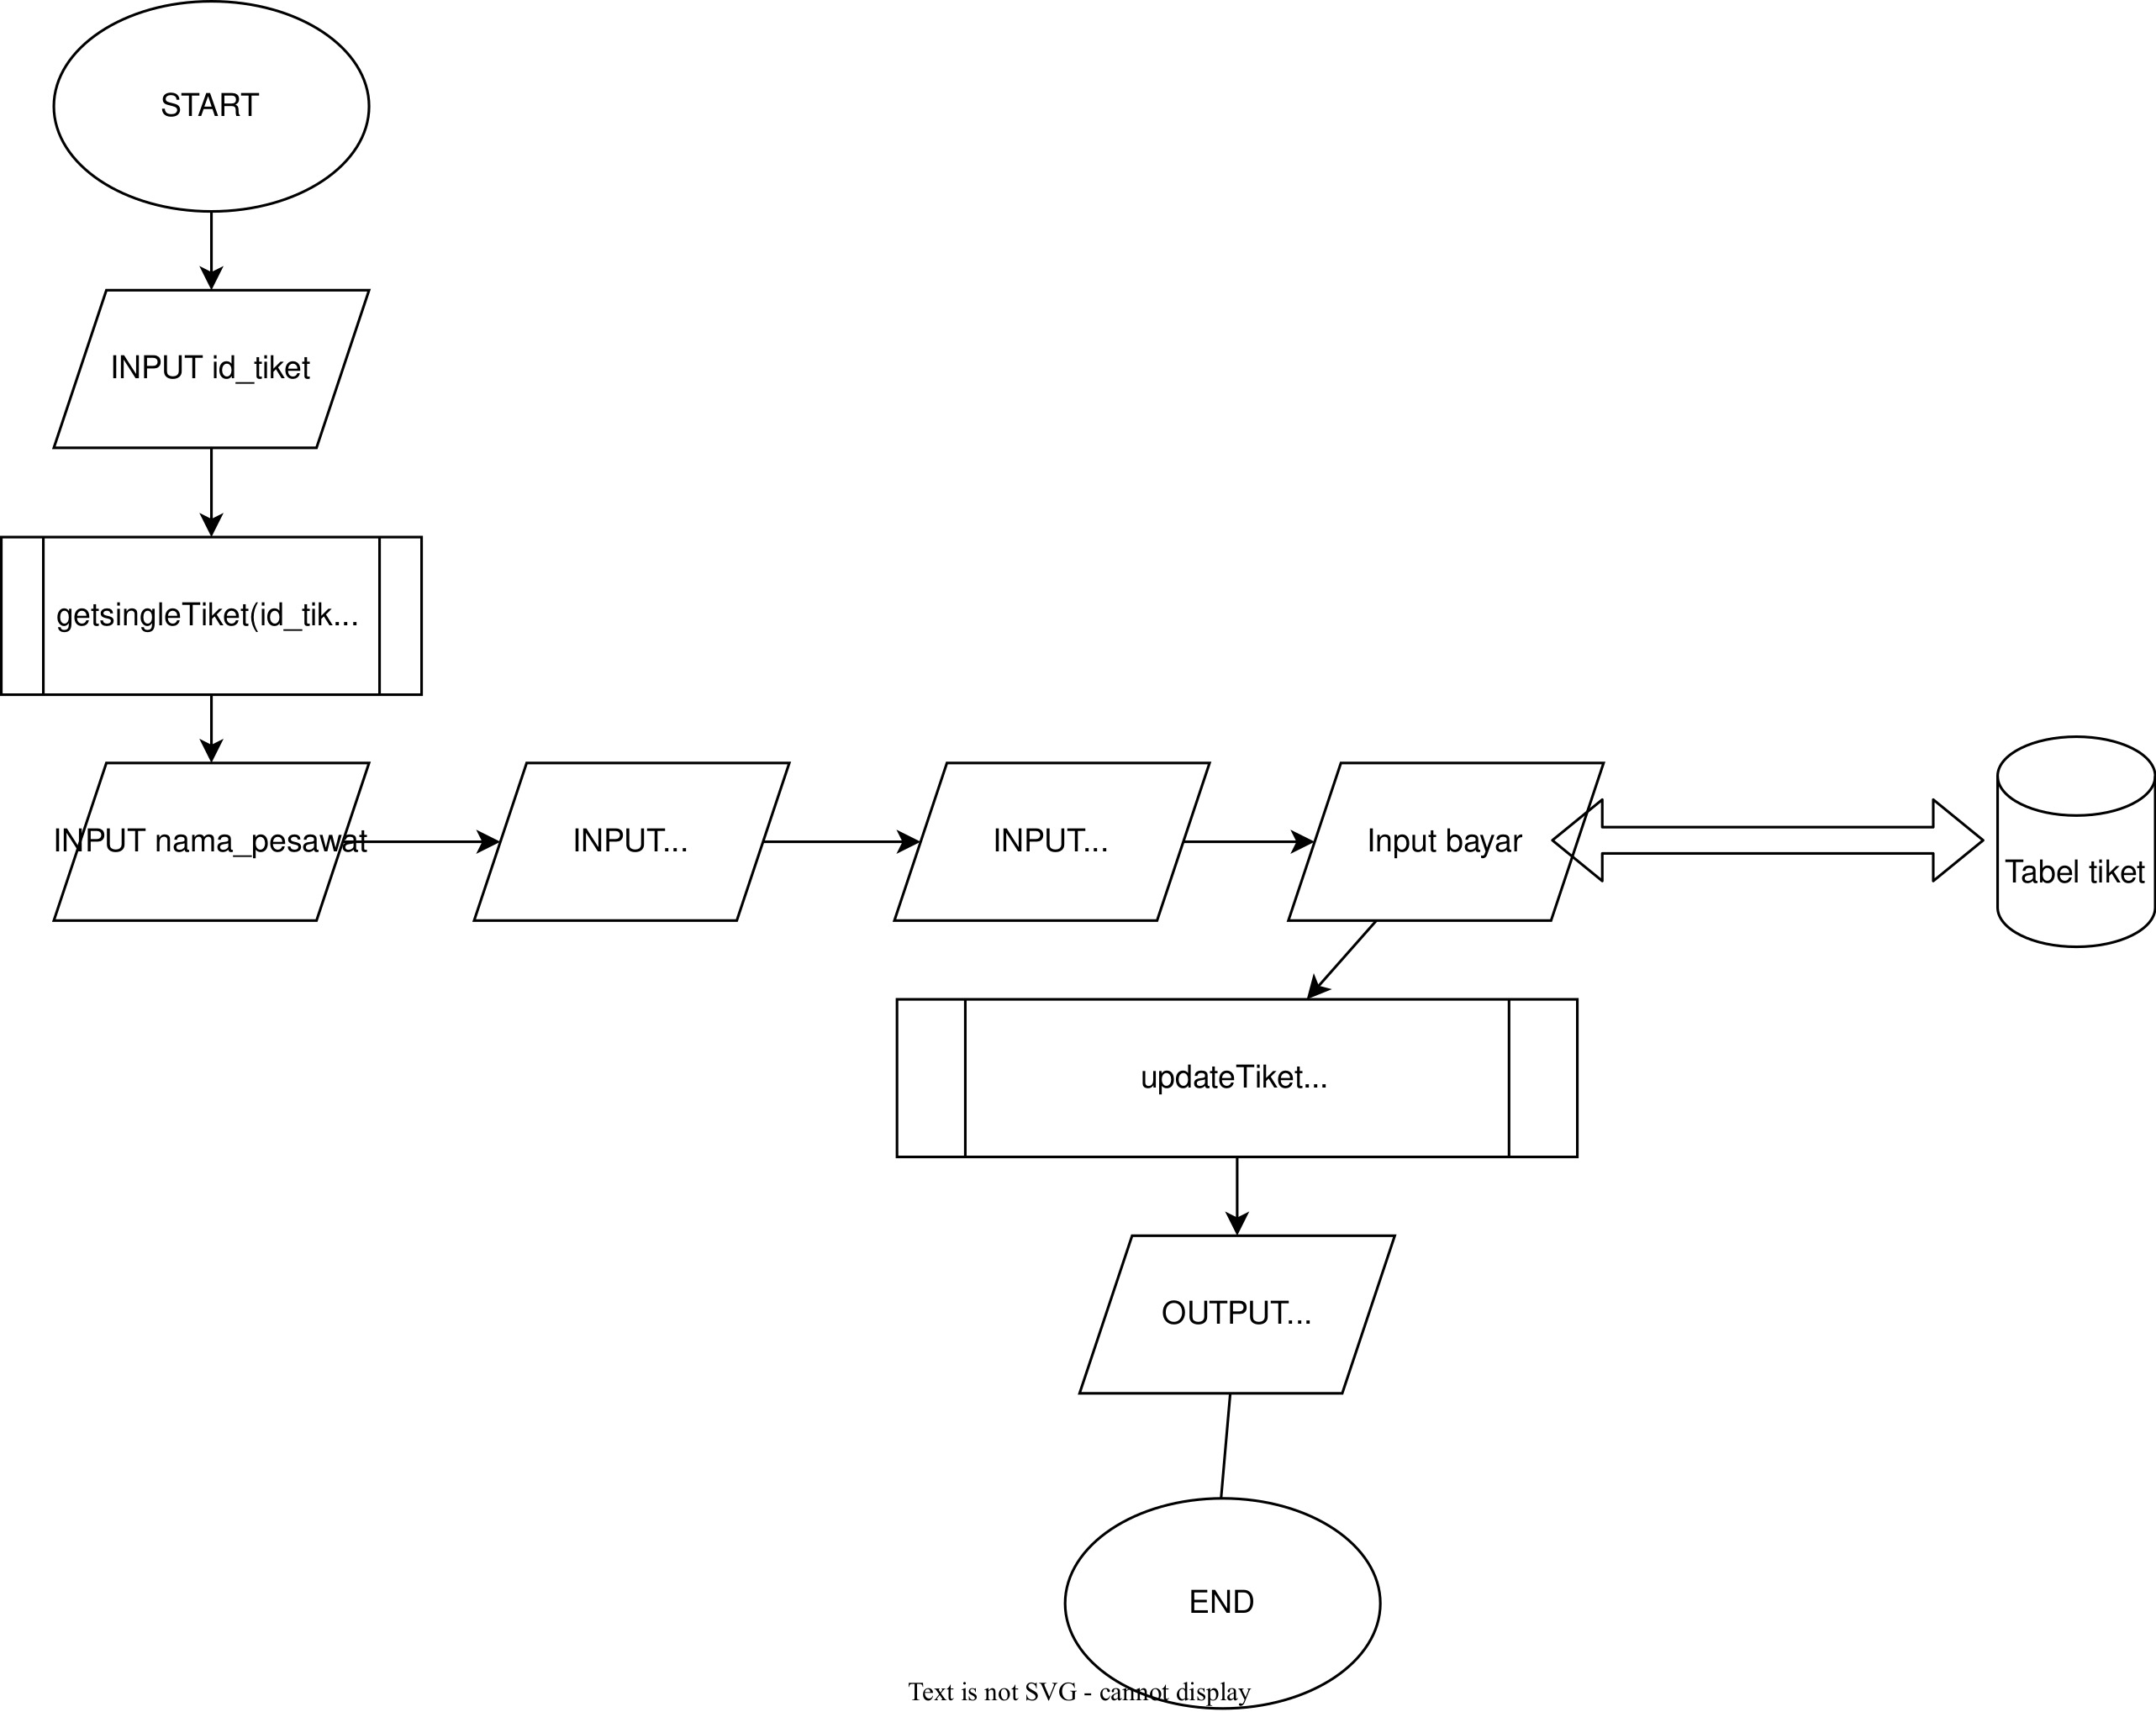 START
INPUT id_tiket
getsingleTiket(id_tik...
INPUT nama_pesawat
INPUT...
INPUT...
Input bayar
Tabel tiket
updateTiket...
OUTPUT...
END
Text is not SVG - cannot display